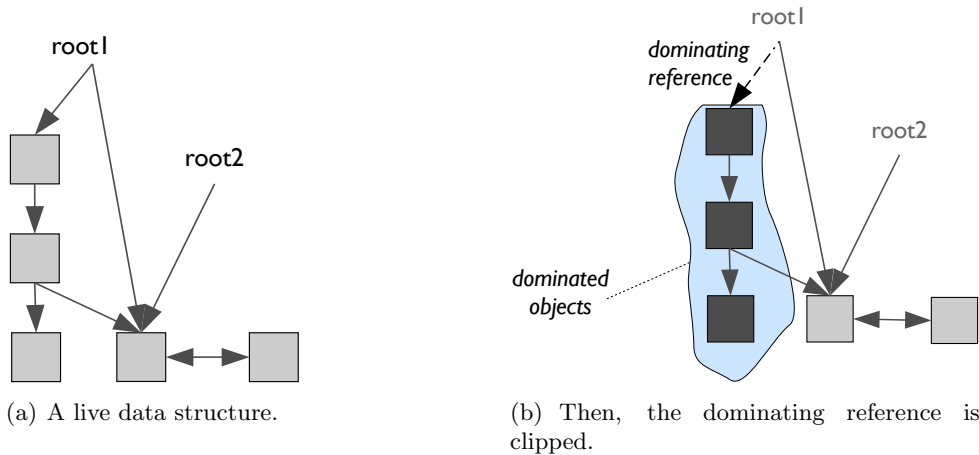 root1
root2
(a) A live data structure.
root1
dominating
reference
root2
dominated
objects
(b) Then, the dominating reference is
clipped.